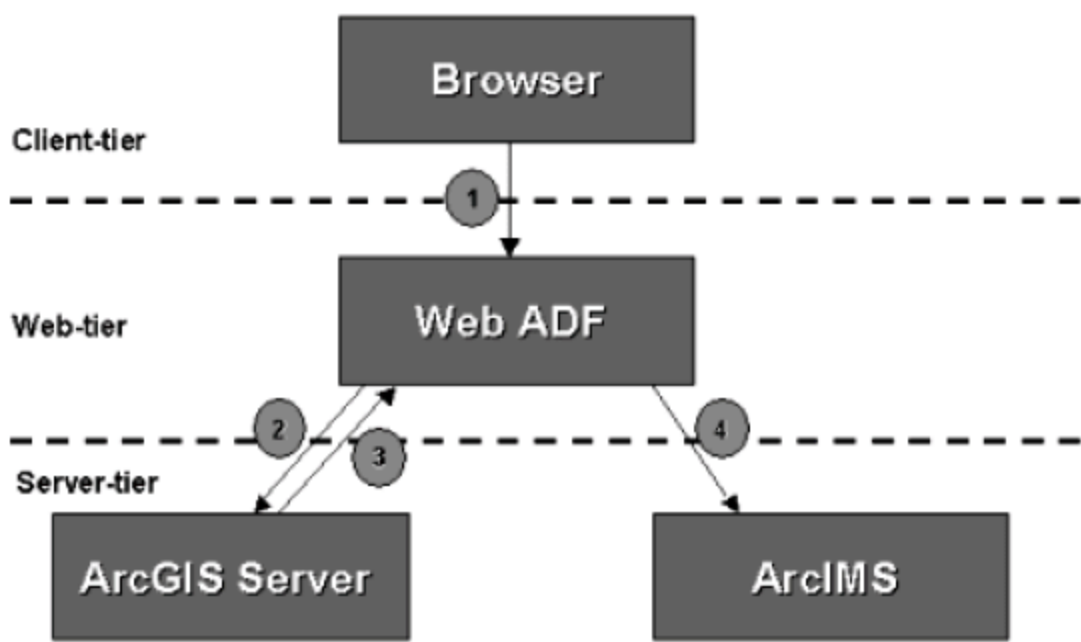 Browser
Client-tier
1
Web ADF
Web-tier
2
3
4
Server-tier
ArcGIS Server
ArcIMS